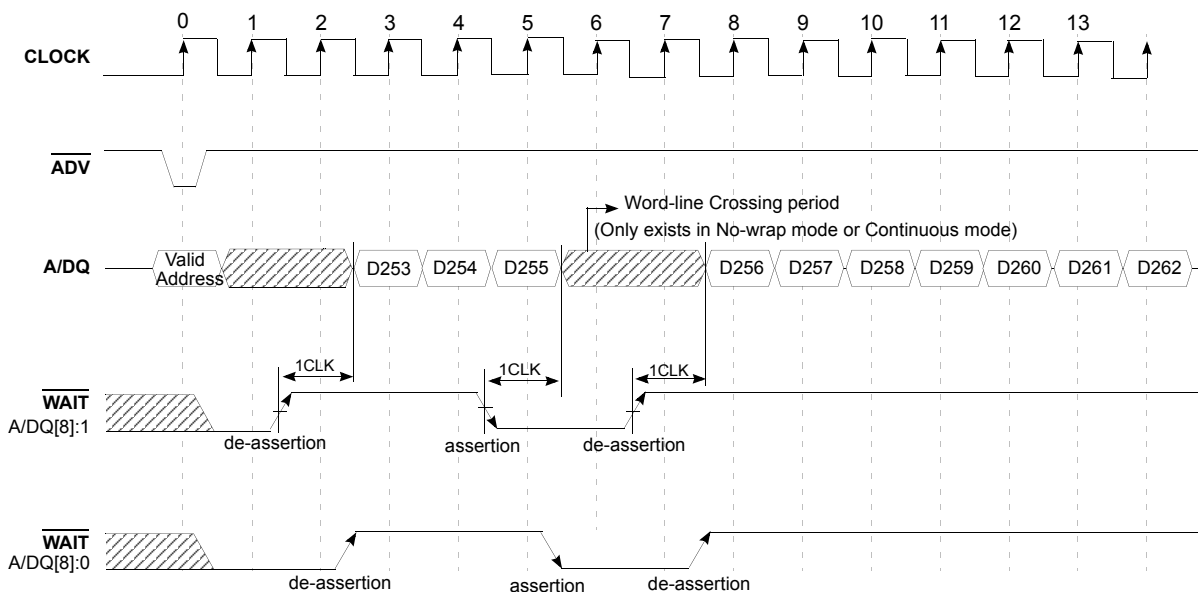 0 1 2 3 4 5 6 7 8 9 10 11 12 13
CLOCK
ADV
Word-line Crossing period
(Only exists in No-wrap mode or Continuous mode)
A/DQ
Valid
Address
D253 D254 D255 D256 D257 D258 D259 D260 D261 D262
1CLK 1CLK 1CLK
WAIT
A/DQ[8]:1
de-assertion assertion de-assertion
WAIT
A/DQ[8]:0
de-assertion assertion de-assertion